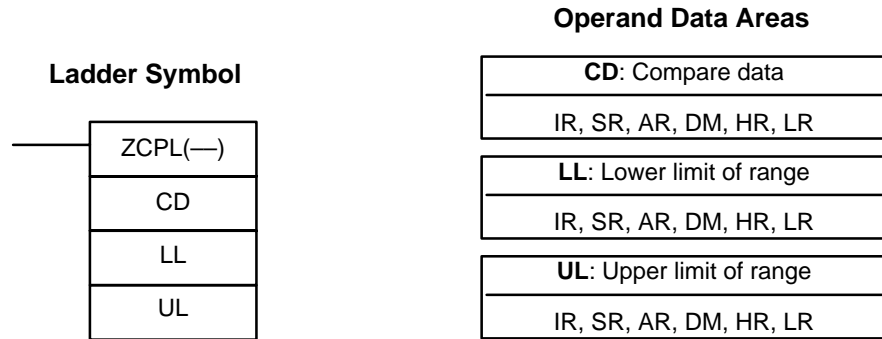 Operand Data Areas
Ladder Symbol
ZCPL(––)
CD
LL
UL
CD: Compare data
IR, SR, AR, DM, HR, LR
LL: Lower limit of range
IR, SR, AR, DM, HR, LR
UL: Upper limit of range
IR, SR, AR, DM, HR, LR